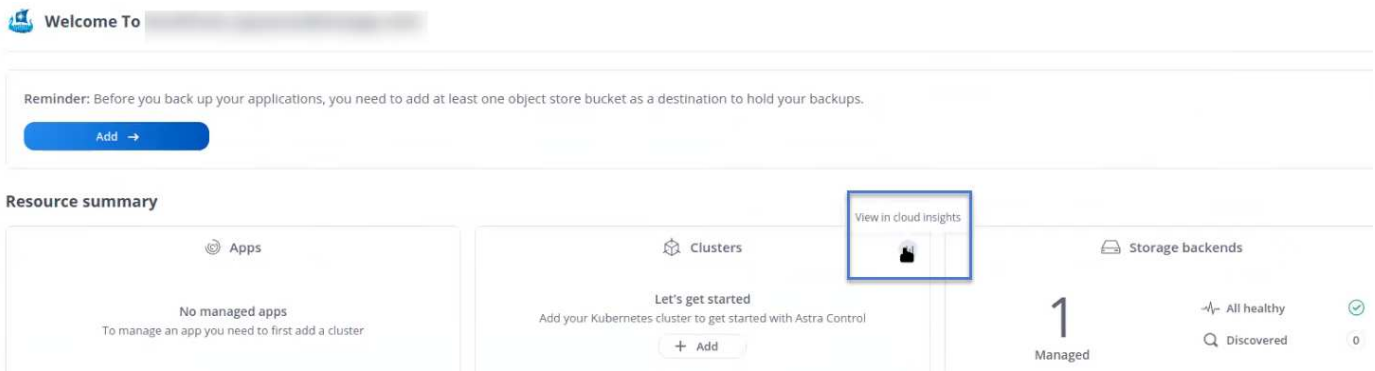 Welcome To
Reminder: Before you back up your applications, you need to add at least one object store bucket as a destination to hold your backups.
Add →
Resource summary
View in cloud insights
Apps
Clusters
Storage backends
No managed apps
To manage an app you need to first add a cluster
Let's get started
Add your Kubernetes cluster to get started with Astra Control
+ Add
1
Managed
All healthy
Discovered 0